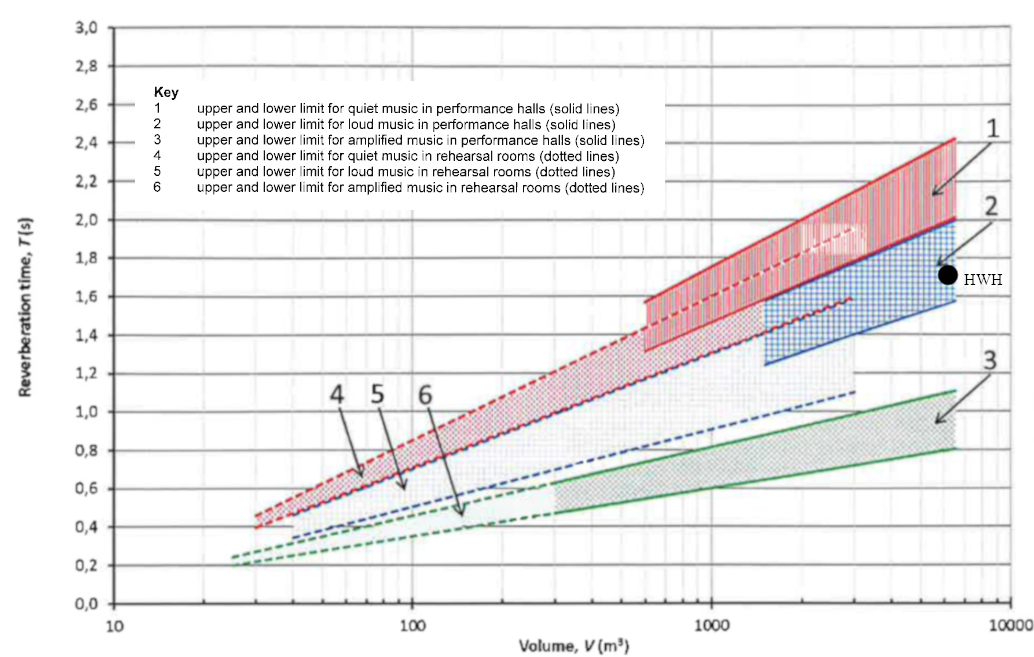 3,0
2,8
2,6
2,4
2,2
2,0
1,8
1,6
1,4
1,2
1,0
0,8
0,6
0,4
0,2
0,0
Reverberation time, T (s)
Key
1 upper and lower limit for quiet music in performance halls (solid lines)
2 upper and lower limit for loud music in performance halls (solid lines)
3 upper and lower limit for amplified music in performance halls (solid lines)
4 upper and lower limit for quiet music in rehearsal rooms (dotted lines)
5 upper and lower limit for loud music in rehearsal rooms (dotted lines)
6 upper and lower limit for amplified music in rehearsal rooms (dotted lines)
1
2
HWH
3
4 5 6
10 100 1000 10000
Volume, V (m³)